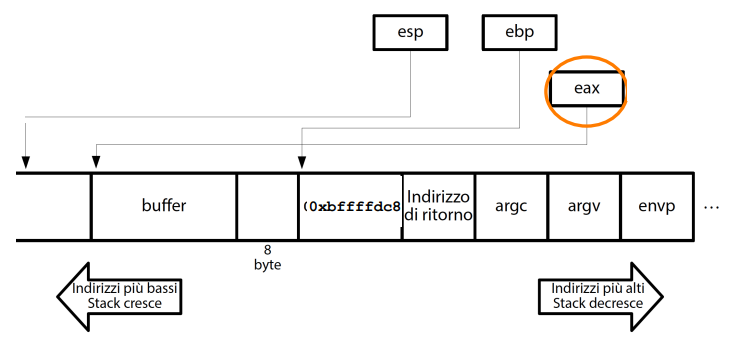 esp
ebp
eax
buffer
(0xbffffdc8
Indirizzo
di ritorno
argc
argv
envp
...
8
byte
Indirizzi più bassi
Stack cresce
Indirizzi più alti
Stack decresce